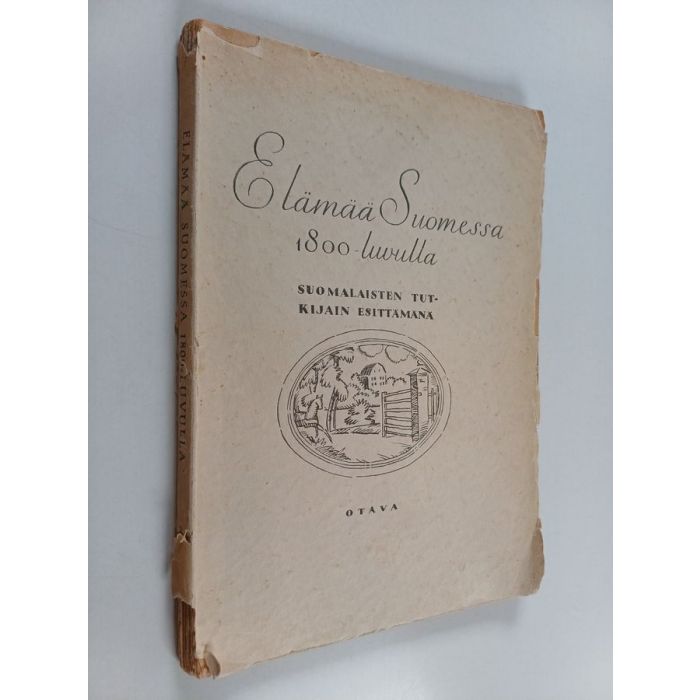 Elämää Suomessa
1800-luvulla
SUOMALAISTEN TUT-
KIJAIN ESITTÄMÄNÄ
OTAVA
ELÄMÄÄ SUOMESSA 1800-LUVULLA